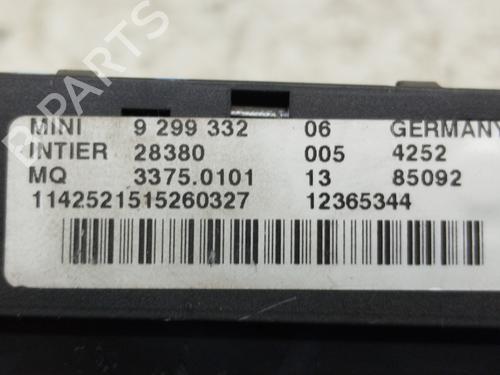 MINI 9 299 332 06 GERMANY
INTIER 28380 005 4252
MQ 3375.0101 13 85092
1142521515260327 12365344
B-PARTS